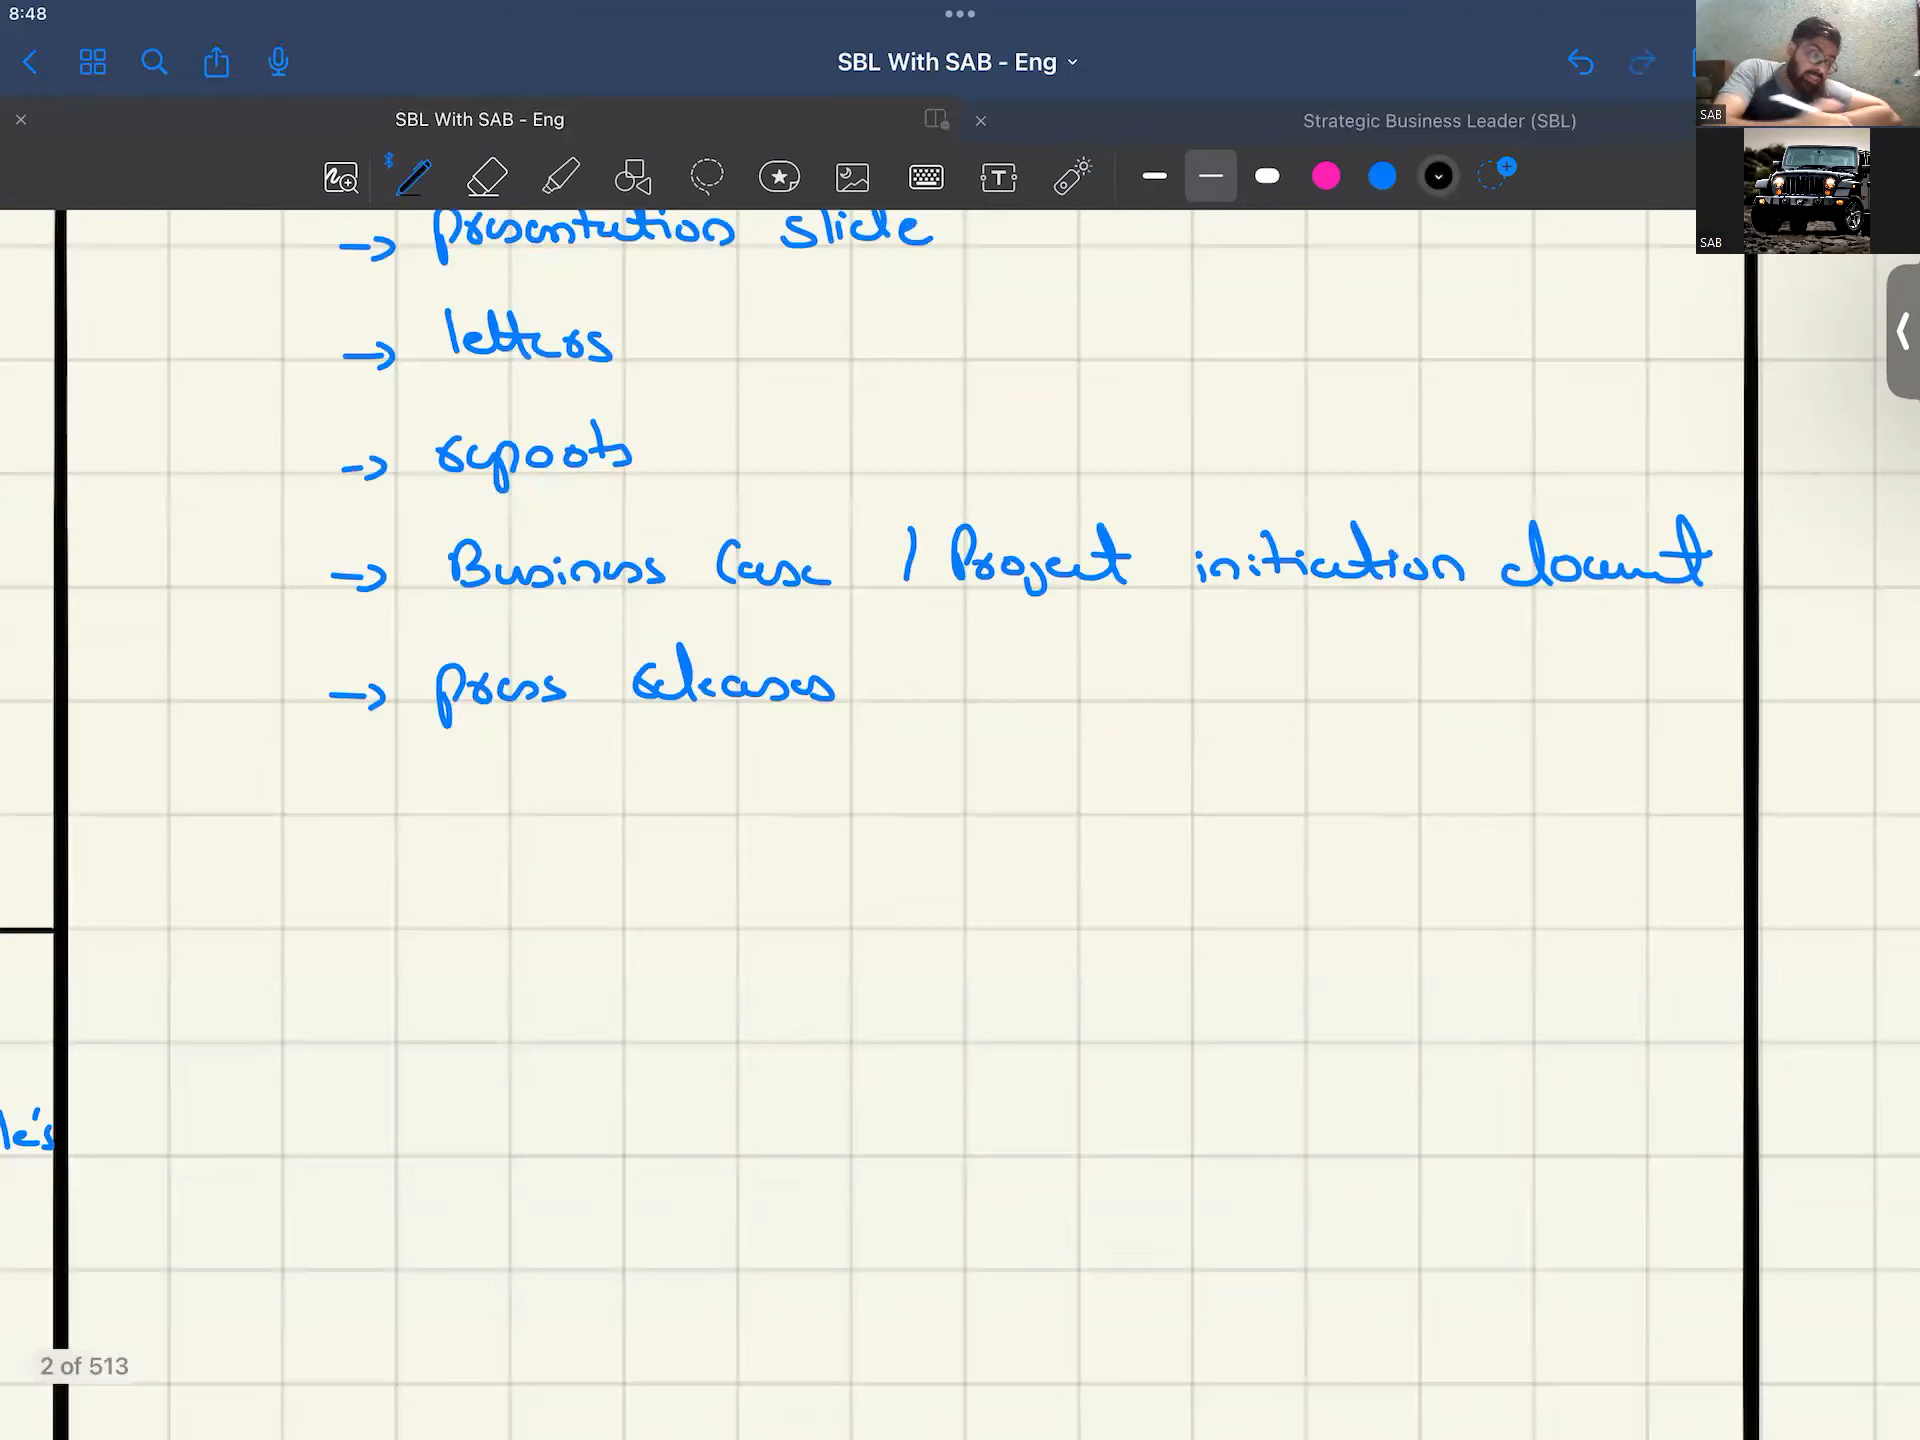 8:48
SBL With SAB - Eng
SBL With SAB - Eng
Strategic Business Leader (SBL)
SAB
SAB
→ presentation slide
→ letters
→ reports
→ Business Case / Project initiation document
→ press releases
le's
2 of 513